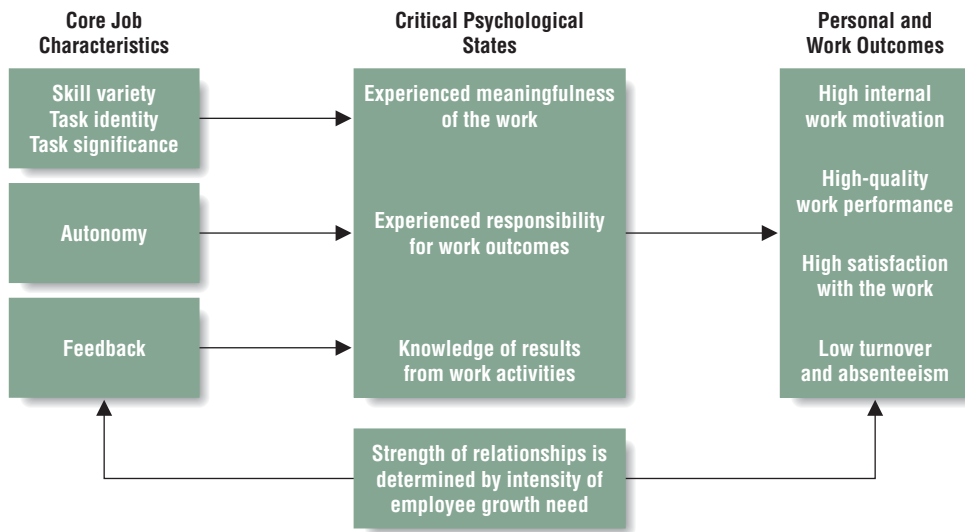 Core Job
Characteristics
Critical Psychological
States
Personal and
Work Outcomes
Skill variety
Task identity
Task significance
Autonomy
Feedback
Experienced meaningfulness
of the work
Experienced responsibility
for work outcomes
Knowledge of results
from work activities
High internal
work motivation
High-quality
work performance
High satisfaction
with the work
Low turnover
and absenteeism
Strength of relationships is
determined by intensity of
employee growth need